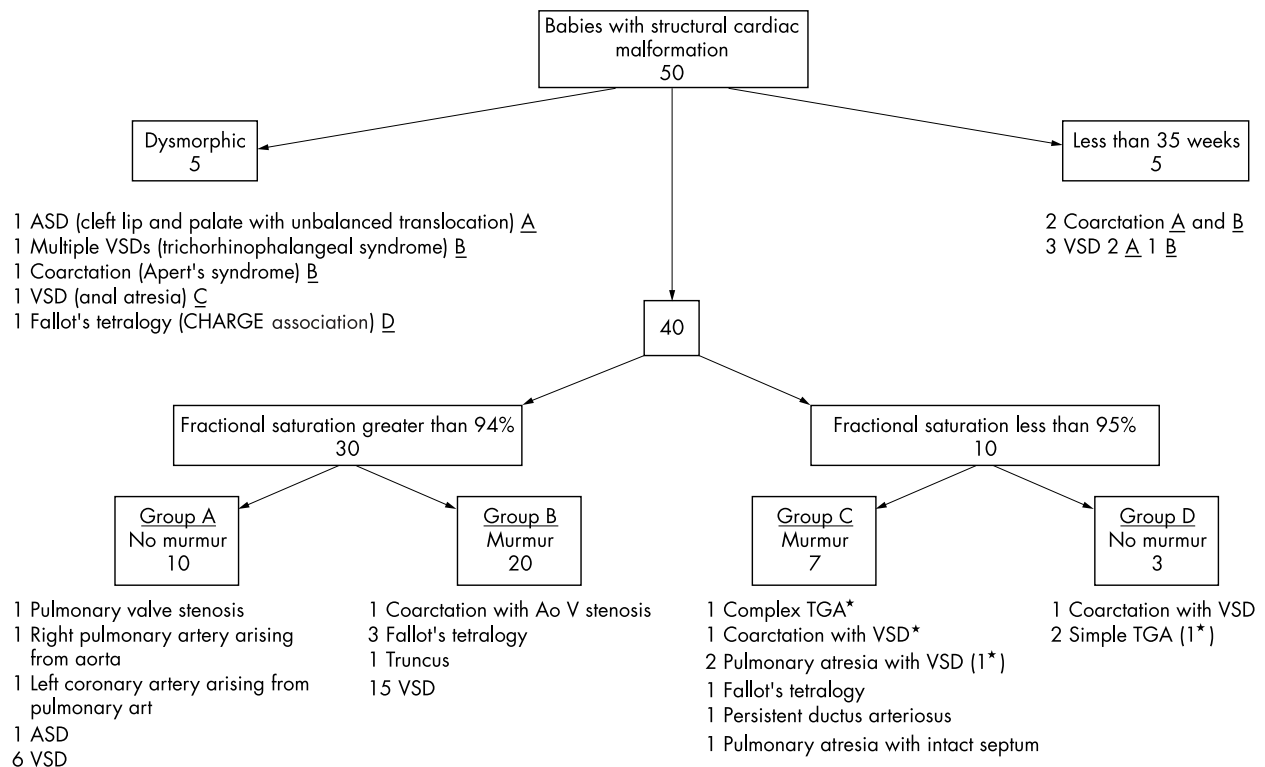 Babies with structural cardiac
malformation
50
Dysmorphic
5
Less than 35 weeks
5
1 ASD (cleft lip and palate with unbalanced translocation) A
1 Multiple VSDs (trichorhinophalangeal syndrome) B
1 Coarctation (Apert's syndrome) B
1 VSD (anal atresia) C
1 Fallot's tetralogy (CHARGE association) D
2 Coarctation A and B
3 VSD 2 A 1 B
40
Fractional saturation greater than 94%
30
Fractional saturation less than 95%
10
Group A
No murmur
10
Group B
Murmur
20
Group C
Murmur
7
Group D
No murmur
3
1 Pulmonary valve stenosis
1 Right pulmonary artery arising
from aorta
1 Left coronary artery arising from
pulmonary art
1 ASD
6 VSD
1 Coarctation with Ao V stenosis
3 Fallot's tetralogy
1 Truncus
15 VSD
1 Complex TGA★
1 Coarctation with VSD★
2 Pulmonary atresia with VSD (1★)
1 Fallot's tetralogy
1 Persistent ductus arteriosus
1 Pulmonary atresia with intact septum
1 Coarctation with VSD
2 Simple TGA (1★)